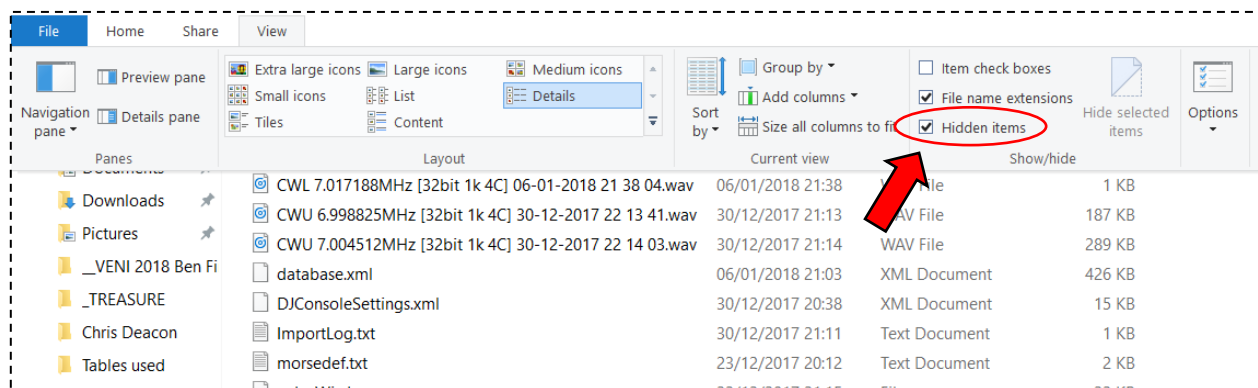 File Home Share View
Preview pane Extra large icons Large icons Medium icons Group by Item check boxes
Small icons List Details Add columns File name extensions
Navigation pane Details pane Tiles Content Sort by Size all columns to fi Hidden items Hide selected items Options
Panes Layout Current view Show/hide
Documents CWL 7.017188MHz [32bit 1k 4C] 06-01-2018 21 38 04.wav 06/01/2018 21:38 File 1 KB
Downloads CWU 6.998825MHz [32bit 1k 4C] 30-12-2017 22 13 41.wav 30/12/2017 21:13 WAV File 187 KB
Pictures CWU 7.004512MHz [32bit 1k 4C] 30-12-2017 22 14 03.wav 30/12/2017 21:14 WAV File 289 KB
__VENI 2018 Ben Fi database.xml 06/01/2018 21:03 XML Document 426 KB
_TREASURE DJConsoleSettings.xml 30/12/2017 20:38 XML Document 15 KB
Chris Deacon ImportLog.txt 30/12/2017 21:11 Text Document 1 KB
Tables used morsedef.txt 23/12/2017 20:12 Text Document 2 KB